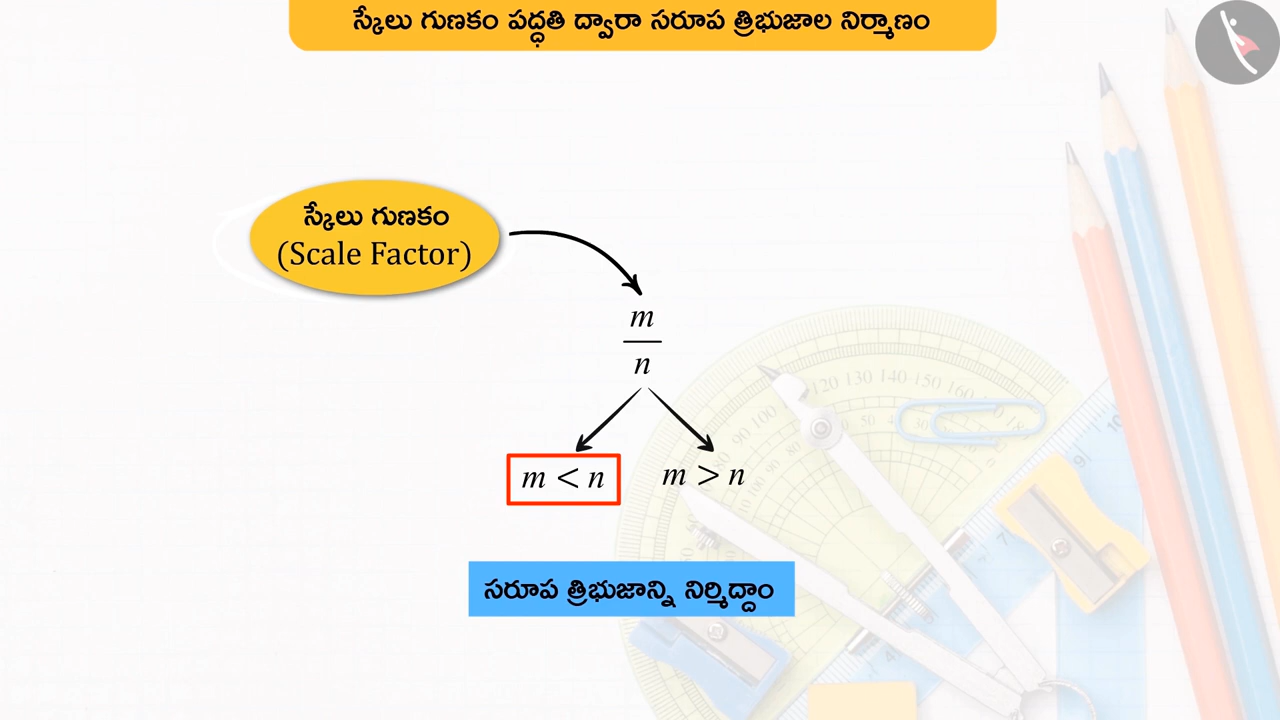 స్కేలు గుణకం పద్ధతి ద్వారా సరూప త్రిభుజాల నిర్మాణం
స్కేలు గుణకం
(Scale Factor)
m
n
m < n
m > n
సరూప త్రిభుజాన్ని నిర్మిద్దాం